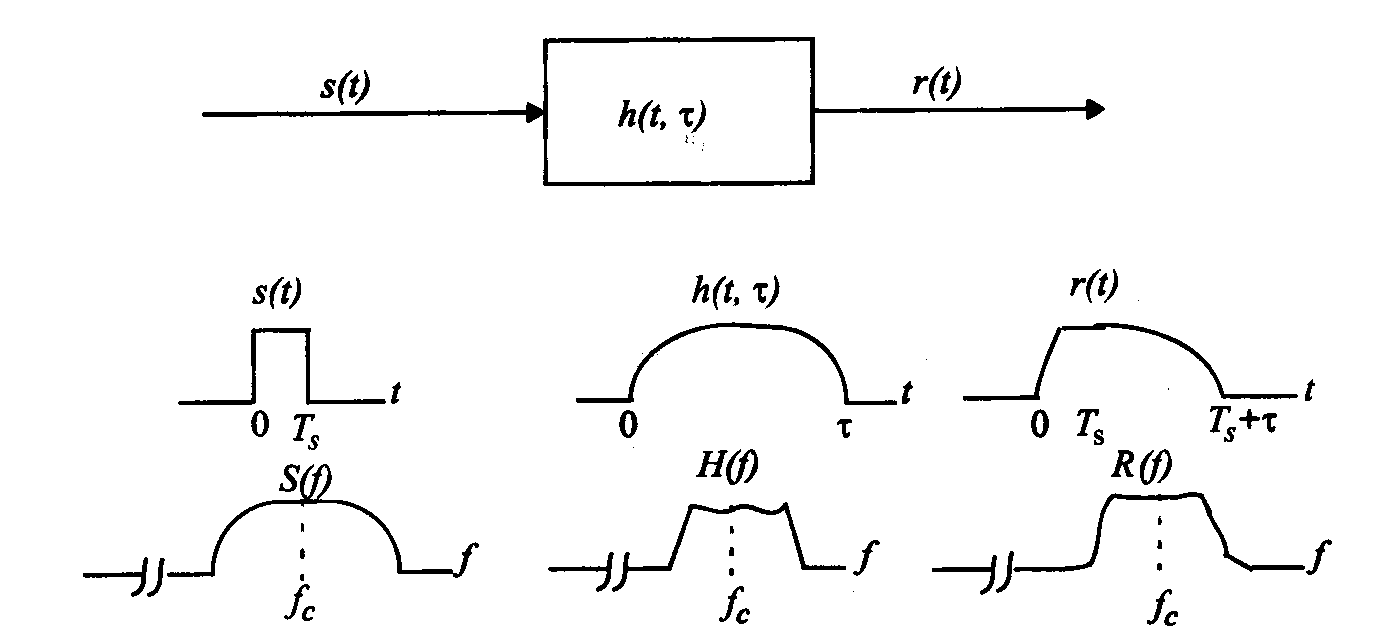 s(t) r(t)
h(t, τ)
s(t) h(t, τ) r(t)
t t t
0 T_s 0 τ 0 T_s T_s+τ
S(f) H(f) R(f)
f f f
f_c f_c f_c